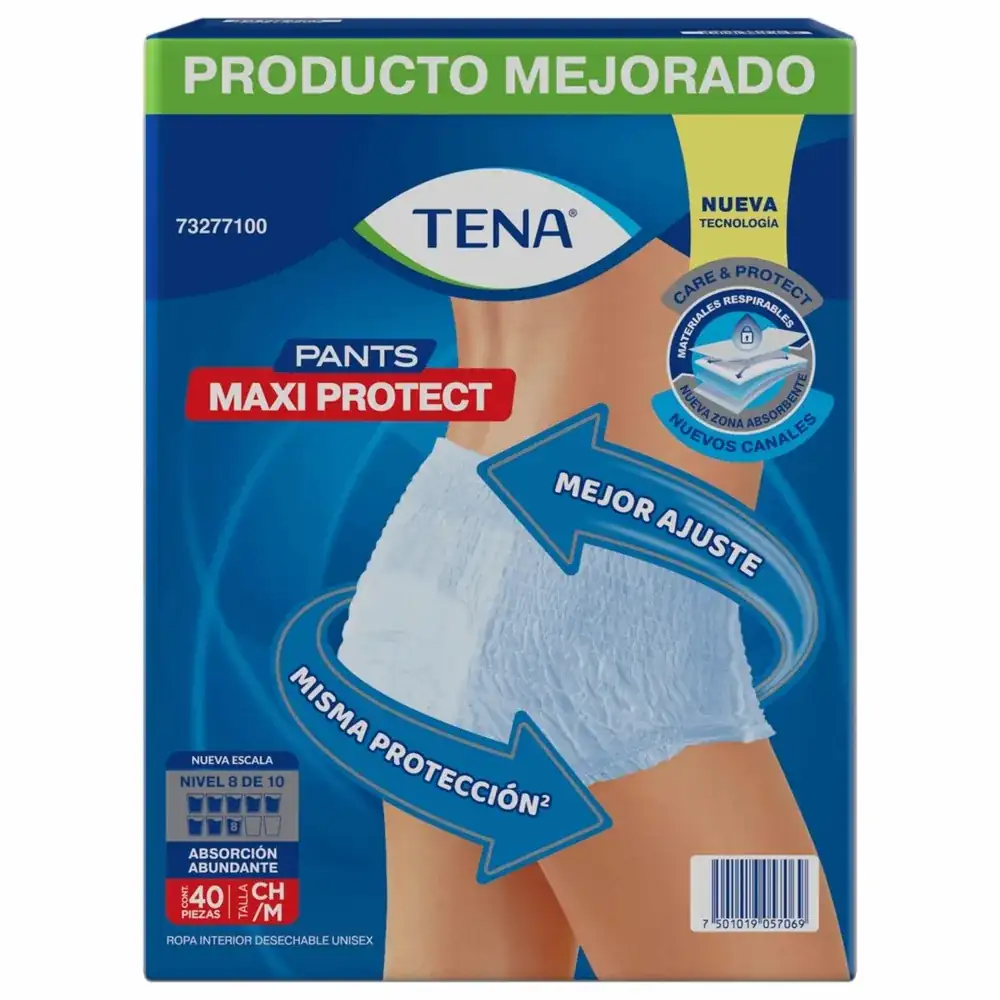 PRODUCTO MEJORADO
NUEVA
TECNOLOGÍA
73277100
TENA®
CARE & PROTECT
MATERIALES RESPIRABLES
NUEVA ZONA ABSORBENTE
NUEVOS CANALES
PANTS
MAXI PROTECT
MEJOR AJUSTE
MISMA PROTECCIÓN²
NUEVA ESCALA
NIVEL 8 DE 10
8
ABSORCIÓN
ABUNDANTE
CONT. 40 PIEZAS
TALLA CH/M
7 501019 057069
ROPA INTERIOR DESECHABLE UNISEX